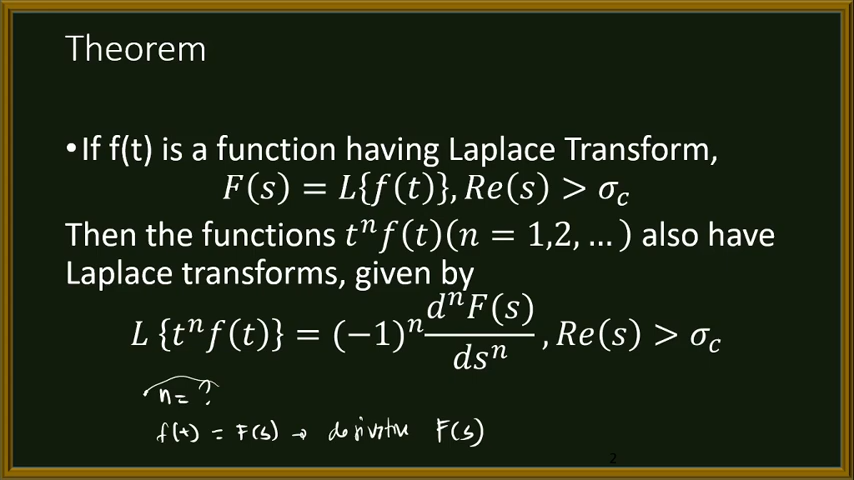 Theorem
•If f(t) is a function having Laplace Transform,
F(s) = L{f(t)}, Re(s) > σ_c
Then the functions t^n f(t)(n = 1,2, …) also have
Laplace transforms, given by
L {t^n f(t)} = (−1)^n d^n F(s)/ds^n , Re(s) > σ_c
n = ?
f(t) = F(s) → derivative F(s)
2